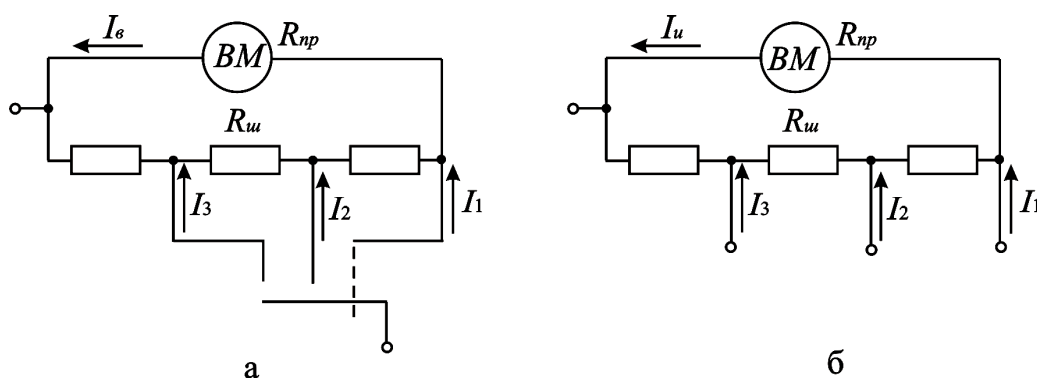 Iв BM Rпр
Rш
I3 I2 I1
а
Iи BM Rпр
Rш
I3 I2 I1
б